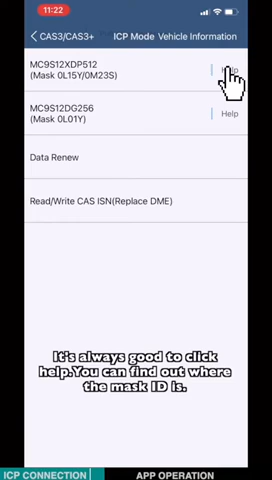 11:22
CAS3/CAS3+ ICP Mode Vehicle Information
MC9S12XDP512
(Mask 0L15Y/0M23S)
Help
MC9S12DG256
(Mask 0L01Y)
Help
Data Renew
Read/Write CAS ISN(Replace DME)
It's always good to click
help.You can find out where
the mask ID is.
ICP CONNECTION
APP OPERATION